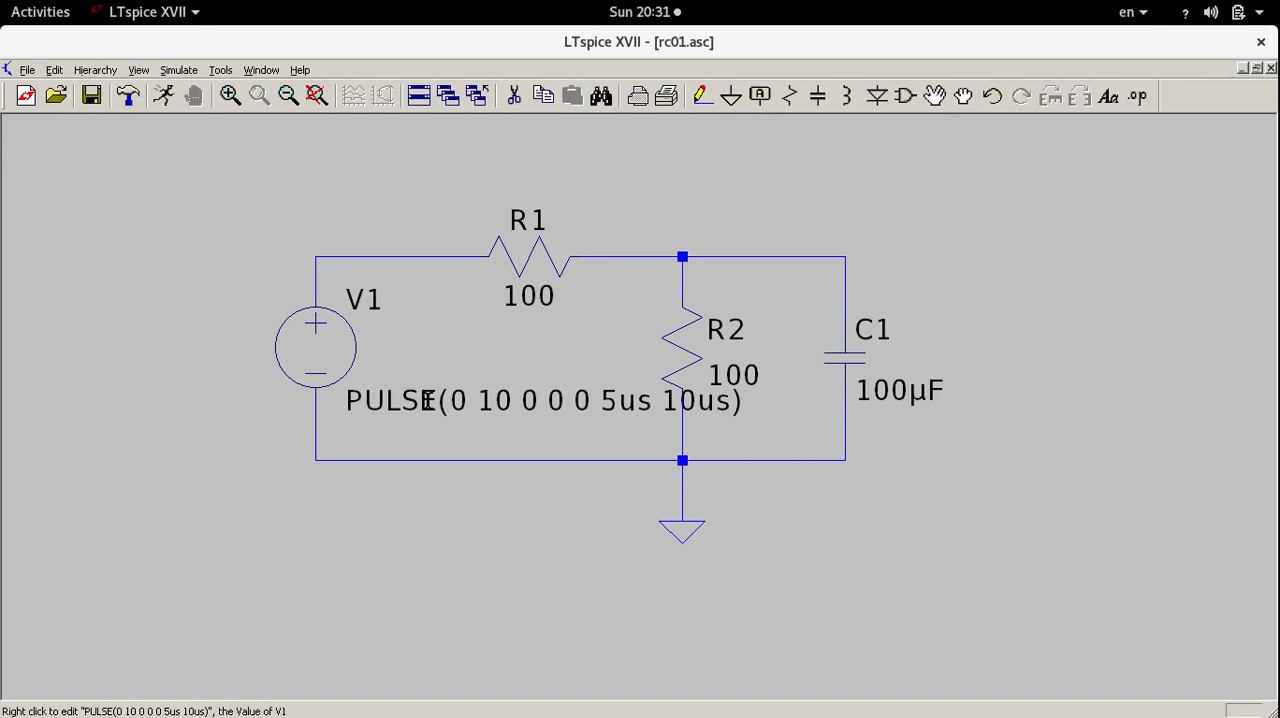 Activities LTspice XVII Sun 20:31 en ?
LTspice XVII - [rc01.asc]
File Edit Hierarchy View Simulate Tools Window Help
Aa .op
R1
100
V1
R2
100
C1
100µF
PULSE(0 10 0 0 0 5us 10us)
Right click to edit "PULSE(0 10 0 0 0 5us 10us)", the Value of V1